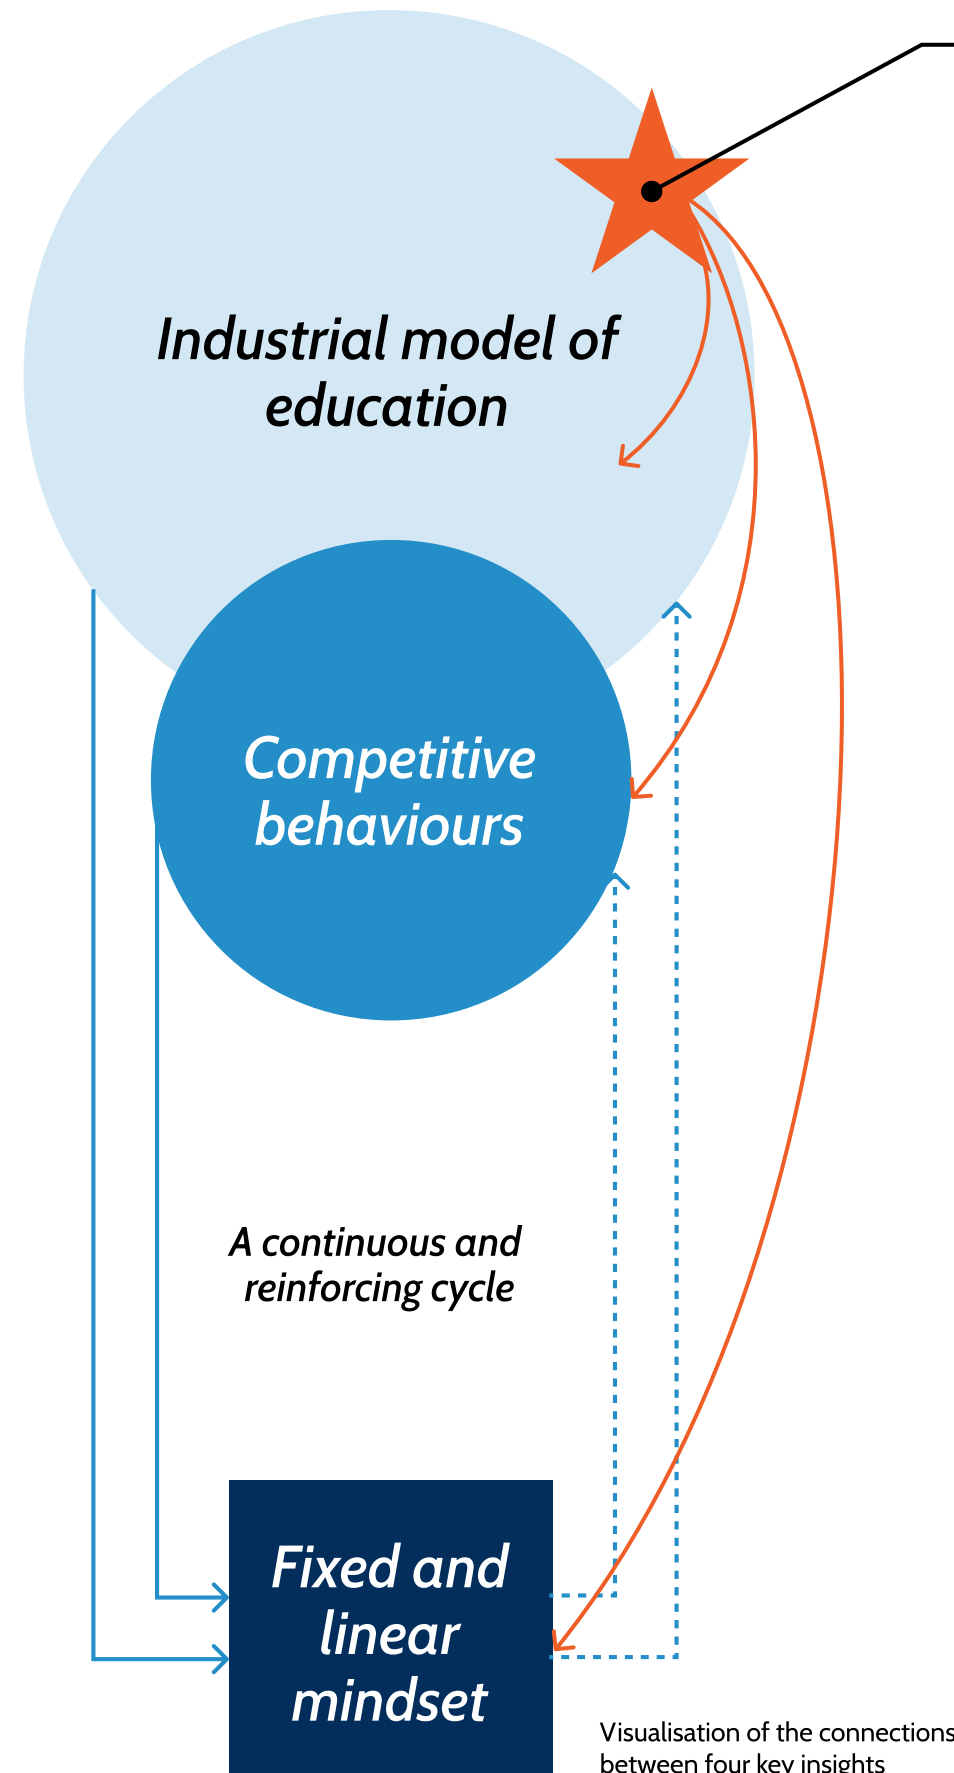 Industrial model of
education
Competitive
behaviours
A continuous and
reinforcing cycle
Fixed and
linear
mindset
Visualisation of the connections
between four key insights